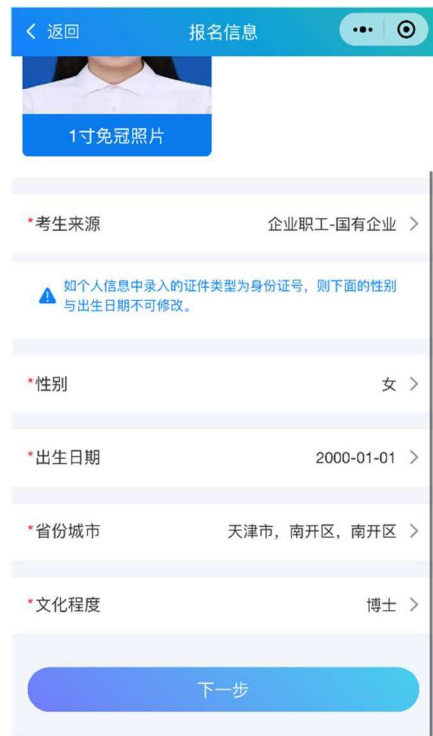 返回 报名信息
1寸免冠照片
*考生来源 企业职工-国有企业
如个人信息中录入的证件类型为身份证号，则下面的性别
与出生日期不可修改。
*性别 女
*出生日期 2000-01-01
*省份城市 天津市，南开区，南开区
*文化程度 博士
下一步